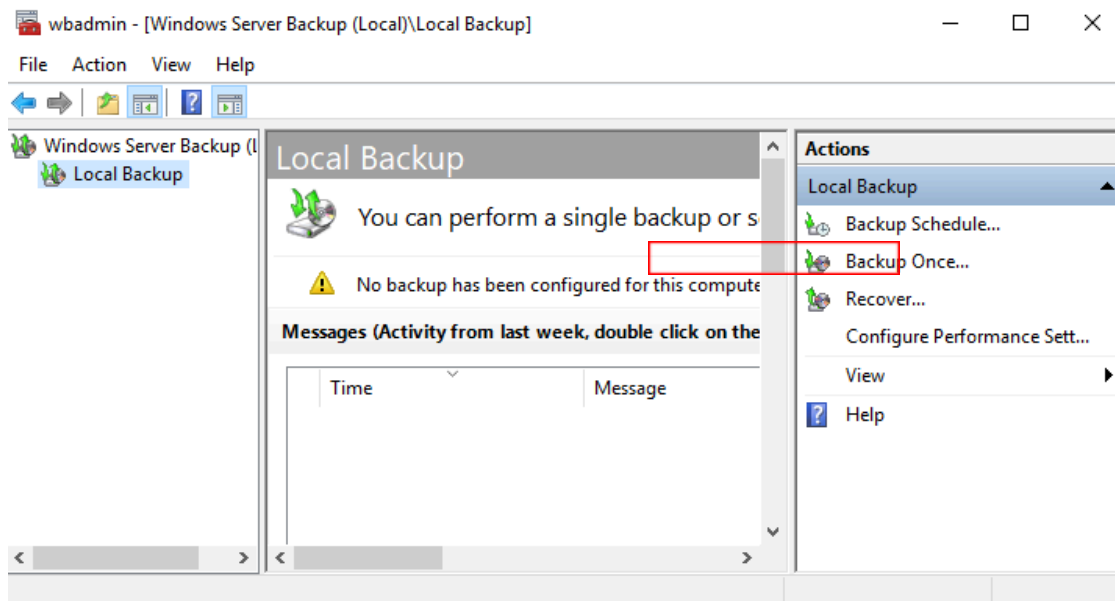 wbadmin - [Windows Server Backup (Local)\Local Backup]
File Action View Help
Windows Server Backup (L
Local Backup
Local Backup
You can perform a single backup or s
No backup has been configured for this compute
Messages (Activity from last week, double click on the
Time Message
Actions
Local Backup
Backup Schedule...
Backup Once...
Recover...
Configure Performance Sett...
View
Help